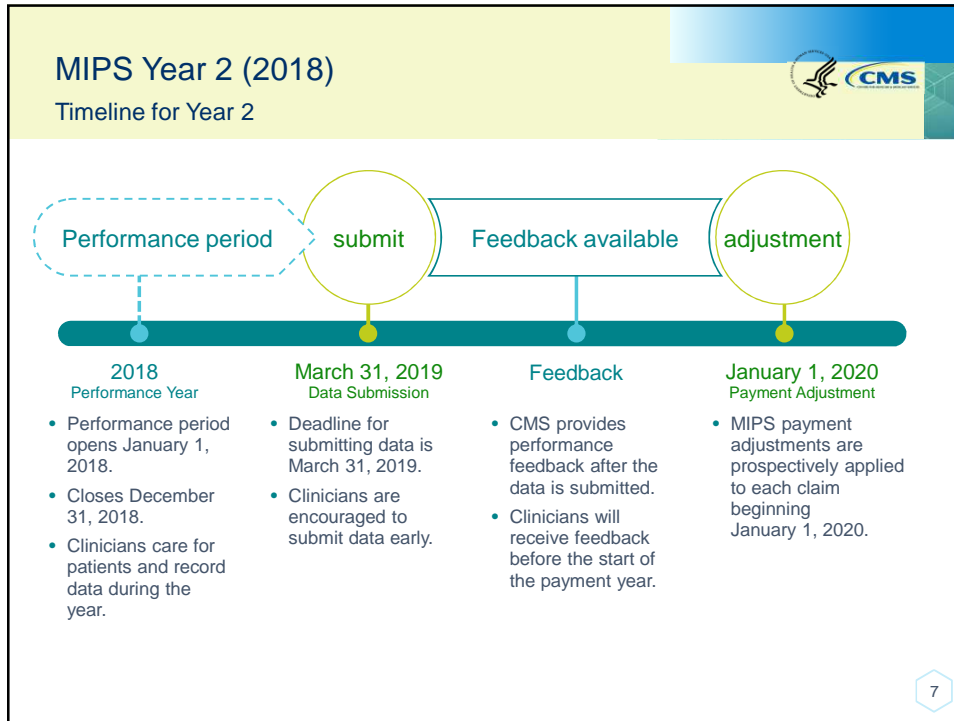 MIPS Year 2 (2018)
Timeline for Year 2
CMS
Performance period
submit
Feedback available
adjustment
2018
Performance Year
• Performance period
opens January 1,
2018.
• Closes December
31, 2018.
• Clinicians care for
patients and record
data during the
year.
March 31, 2019
Data Submission
• Deadline for
submitting data is
March 31, 2019.
• Clinicians are
encouraged to
submit data early.
Feedback
• CMS provides
performance
feedback after the
data is submitted.
• Clinicians will
receive feedback
before the start of
the payment year.
January 1, 2020
Payment Adjustment
• MIPS payment
adjustments are
prospectively applied
to each claim
beginning
January 1, 2020.
7